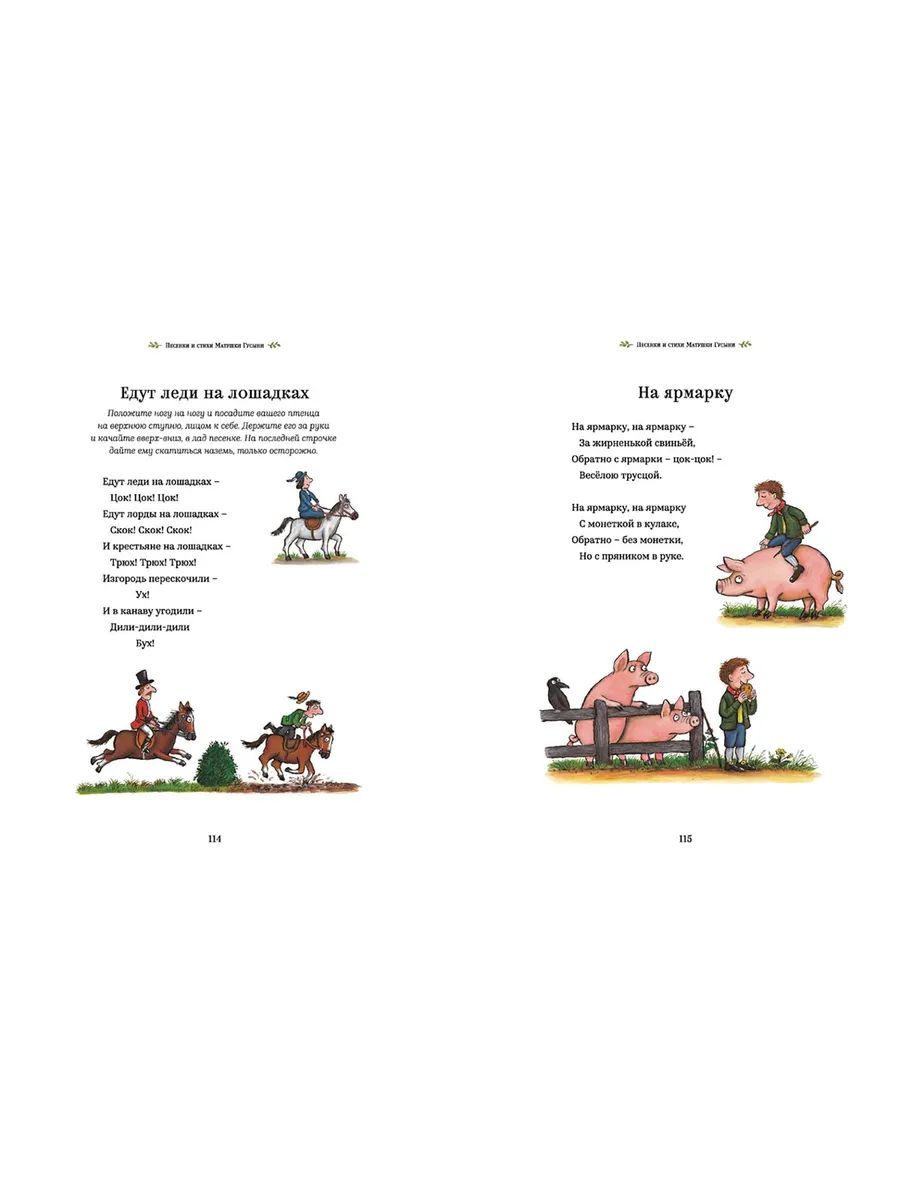 Песенки и стихи Матушки Гусыни
Едут леди на лошадках
Положите ногу на ногу и посадите вашего птенца
на верхнюю ступню, лицом к себе. Держите его за руки
и качайте вверх-вниз, в лад песенке. На последней строчке
дайте ему скатиться наземь, только осторожно.
Едут леди на лошадках –
Цок! Цок! Цок!
Едут лорды на лошадках –
Скок! Скок! Скок!
И крестьяне на лошадках –
Трюх! Трюх! Трюх!
Изгородь перескочили –
Ух!
И в канаву угодили –
Дили-дили-дили
Бух!
114
Песенки и стихи Матушки Гусыни
На ярмарку
На ярмарку, на ярмарку –
За жирненькой свиньёй,
Обратно с ярмарки – цок-цок! –
Весёлою трусцой.
На ярмарку, на ярмарку
С монеткой в кулаке,
Обратно – без монетки,
Но с пряником в руке.
115